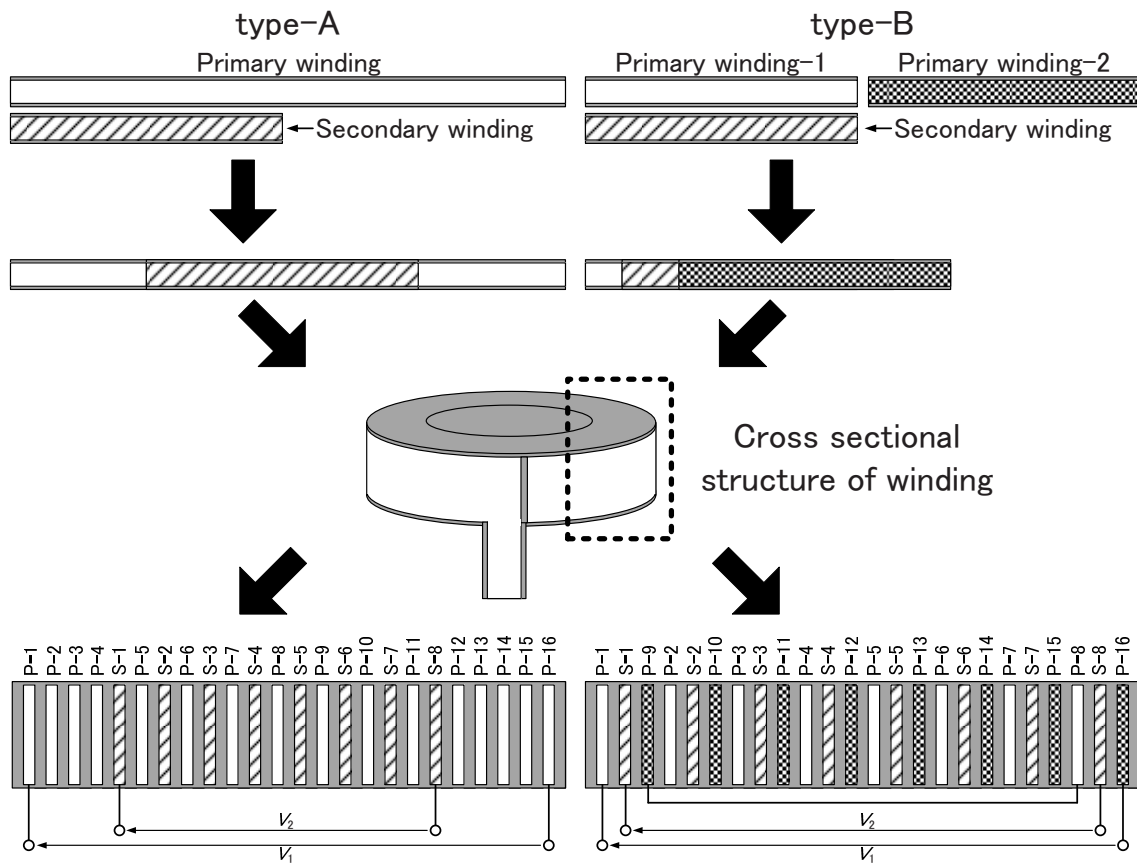 type-A
type-B
Primary winding
Primary winding-1
Primary winding-2
Secondary winding
Secondary winding
Cross sectional
structure of winding
P-1 P-2 P-3 P-4 S-1 P-5 S-2 P-6 S-3 P-7 S-4 P-8 S-5 P-9 S-6 P-10 S-7 P-11 S-8 P-12 P-13 P-14 P-15 P-16
P-1 S-1 P-9 P-2 S-2 P-10 P-3 S-3 P-11 P-4 S-4 P-12 P-5 S-5 P-13 P-6 S-6 P-14 P-7 S-7 P-15 P-8 S-8 P-16
V2
V1
V2
V1